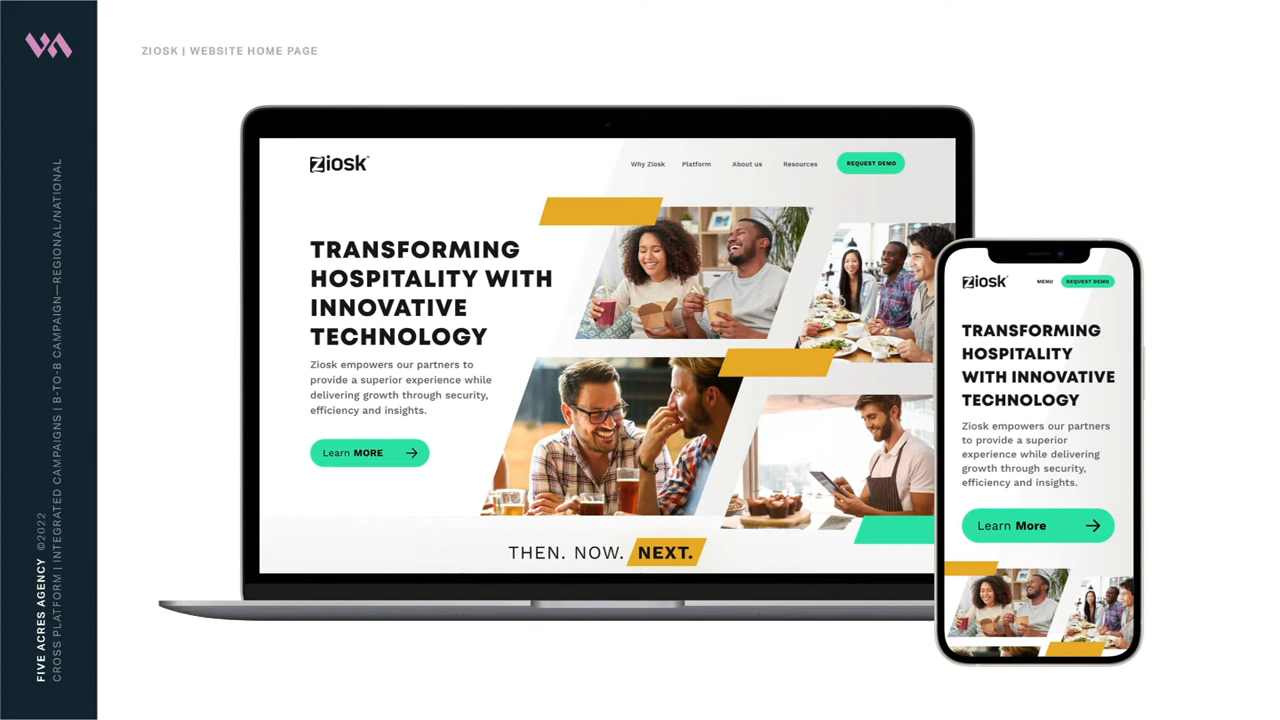 ZIOSK | WEBSITE HOME PAGE
FIVE ACRES AGENCY ©2022
CROSS PLATFORM | INTEGRATED CAMPAIGNS | B-TO-B CAMPAIGN—REGIONAL/NATIONAL
ziosk
Why Ziosk Platform About us Resources REQUEST DEMO
TRANSFORMING
HOSPITALITY WITH
INNOVATIVE
TECHNOLOGY
Ziosk empowers our partners to
provide a superior experience while
delivering growth through security,
efficiency and insights.
Learn MORE
THEN. NOW. NEXT.
ziosk MENU REQUEST DEMO
TRANSFORMING
HOSPITALITY
WITH INNOVATIVE
TECHNOLOGY
Ziosk empowers our partners
to provide a superior
experience while delivering
growth through security,
efficiency and insights.
Learn More